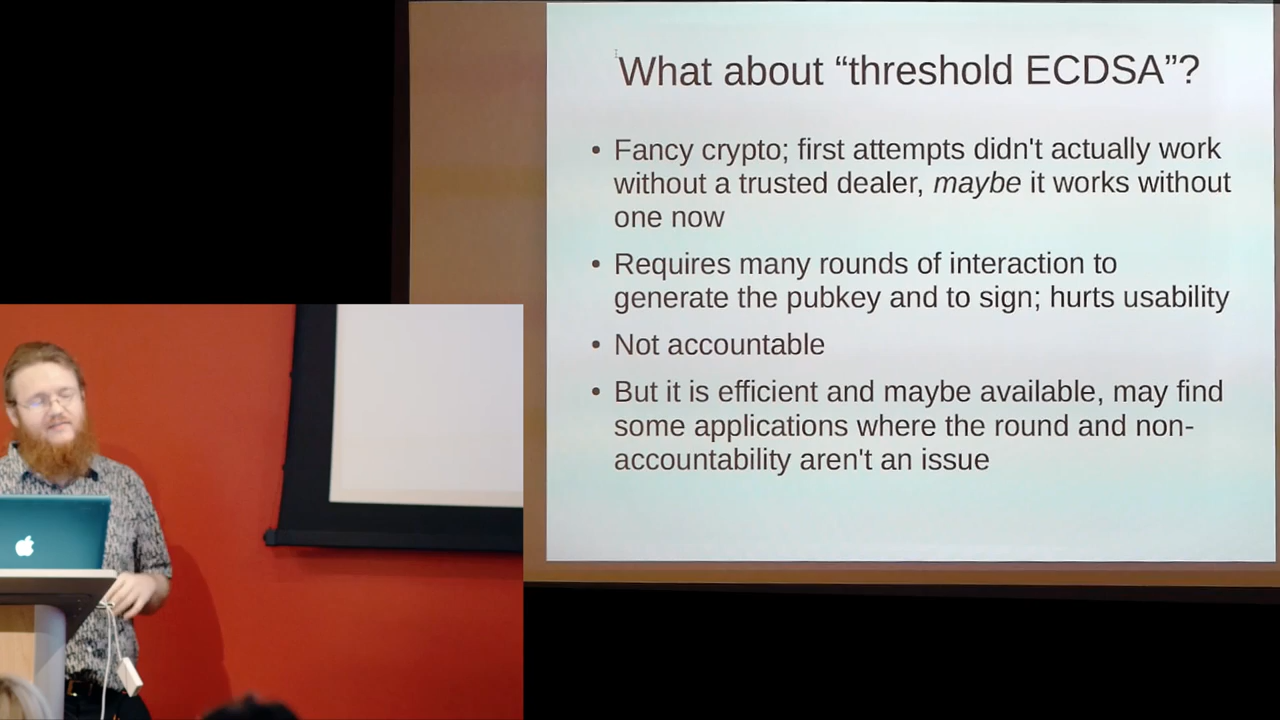 What about “threshold ECDSA”?
• Fancy crypto; first attempts didn't actually work
without a trusted dealer, maybe it works without
one now
• Requires many rounds of interaction to
generate the pubkey and to sign; hurts usability
• Not accountable
• But it is efficient and maybe available, may find
some applications where the round and non-
accountability aren't an issue